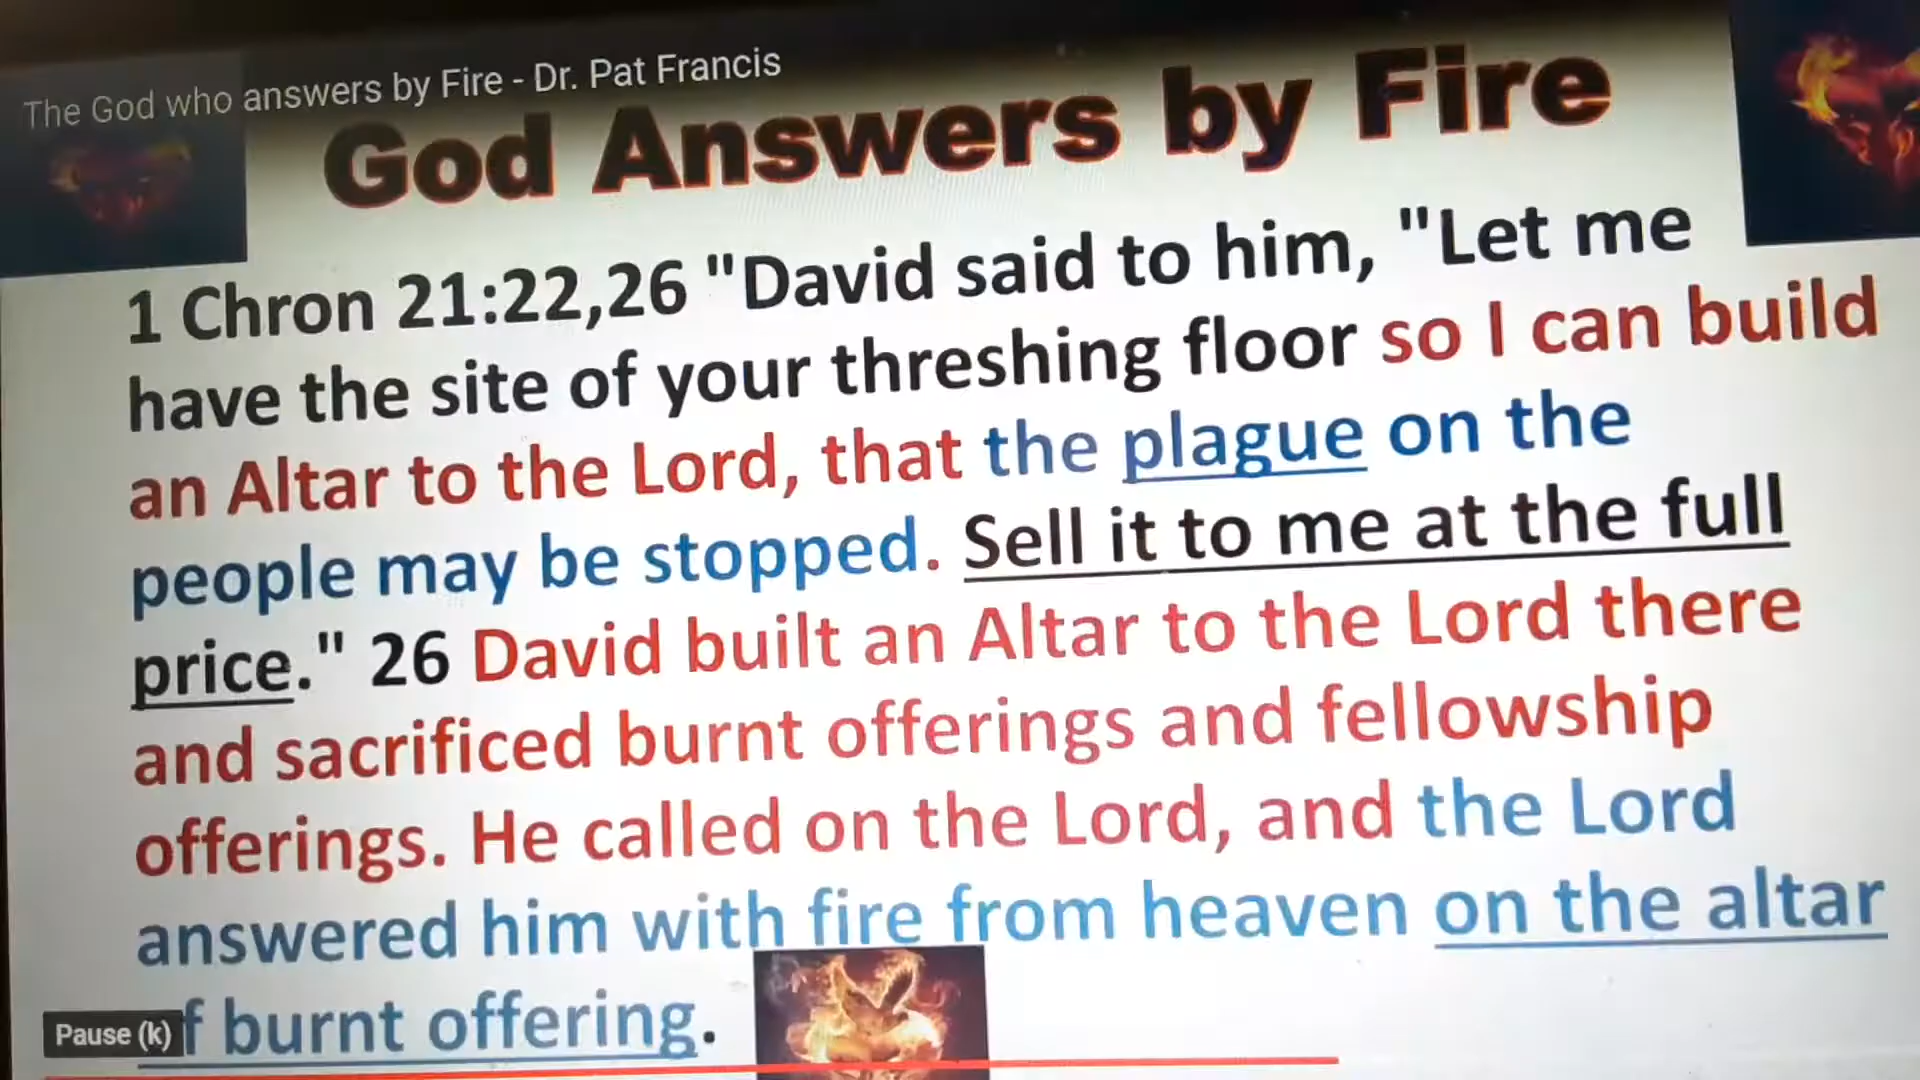 The God who answers by Fire - Dr. Pat Francis
God Answers by Fire
1 Chron 21:22,26 "David said to him, "Let me
have the site of your threshing floor so I can build
an Altar to the Lord, that the plague on the
people may be stopped. Sell it to me at the full
price." 26 David built an Altar to the Lord there
and sacrificed burnt offerings and fellowship
offerings. He called on the Lord, and the Lord
answered him with fire from heaven on the altar
f burnt offering.
Pause (k)